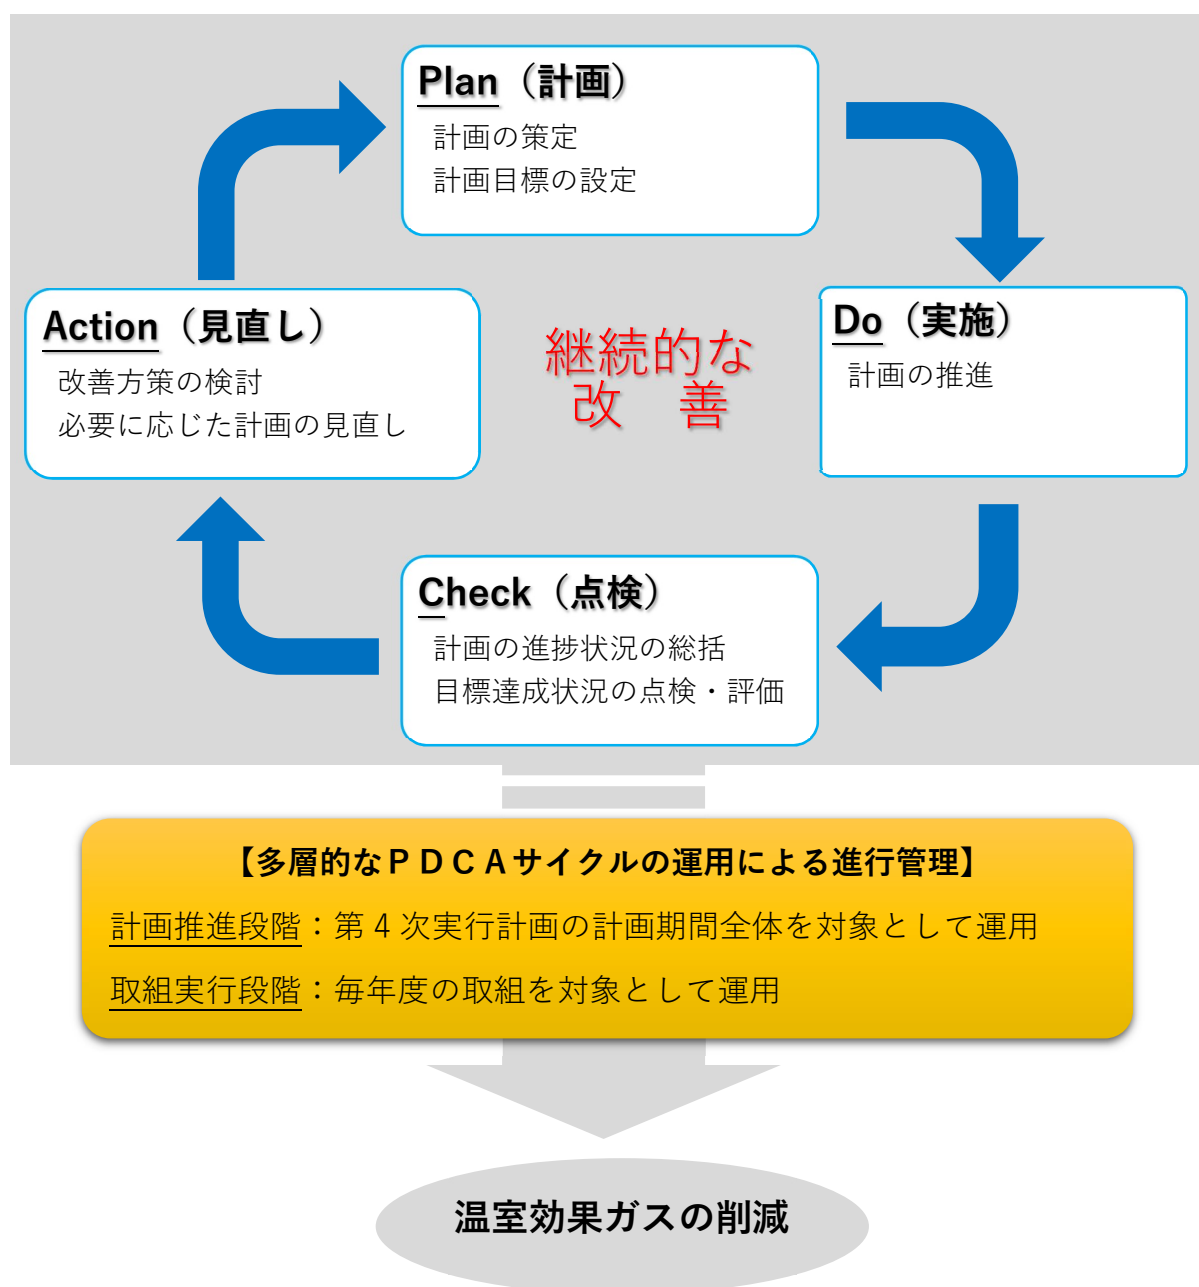 Plan（計画）
計画の策定
計画目標の設定
Action（見直し）
改善方策の検討
必要に応じた計画の見直し
継続的な
改　善
Do（実施）
計画の推進
Check（点検）
計画の進捗状況の総括
目標達成状況の点検・評価
【多層的なＰＤＣＡサイクルの運用による進行管理】
計画推進段階：第４次実行計画の計画期間全体を対象として運用
取組実行段階：毎年度の取組を対象として運用
温室効果ガスの削減